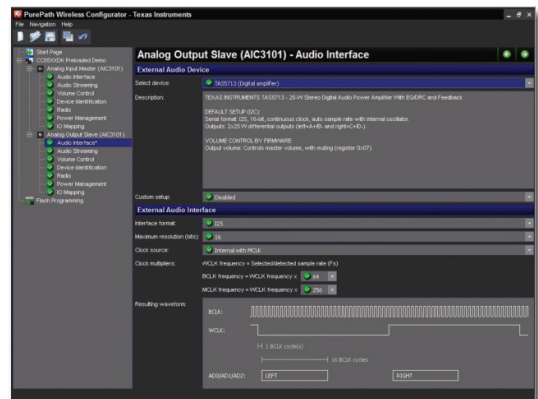 PurePath Wireless Configurator - Texas Instruments
File Navigation Help
Start Page
CC85XXDK Preloaded Demo
Analog Input Master (AIC3101)
Audio Interface
Audio Streaming
Volume Control
Device Identification
Radio
Power Management
IO Mapping
Analog Output Slave (AIC3101)
Audio Interface*
Audio Streaming
Volume Control
Device Identification
Radio
Power Management
IO Mapping
Flash Programming
Analog Output Slave (AIC3101) - Audio Interface
External Audio Device
Select device: TAS5713 (Digital amplifier)
Description: TEXAS INSTRUMENTS TAS5713 - 25-W Stereo Digital Audio Power Amplifier With EQ/DRC and Feedback
DEFAULT SETUP (I2C)
Serial format: I2S, 16-bit, continuous clock, auto sample rate with internal oscillator.
Outputs: 2x25 W differential outputs (left=A+/B- and right=C+/D-)
VOLUME CONTROL BY FIRMWARE
Output volume: Controls master volume, with muting (register 0x07)
Custom setup: Disabled
External Audio Interface
Interface format: I2S
Maximum resolution (bits): 16
Clock source: Internal with MCLK
Clock multipliers: WCLK frequency = Selected/detected sample rate (Fs)
BCLK frequency = WCLK frequency x 64
MCLK frequency = WCLK frequency x 256
Resulting waveform:
BCLK:
WCLK:
1 BCLK cycle(s)
16 BCLK cycles
AD0(AD1/AD2): LEFT RIGHT